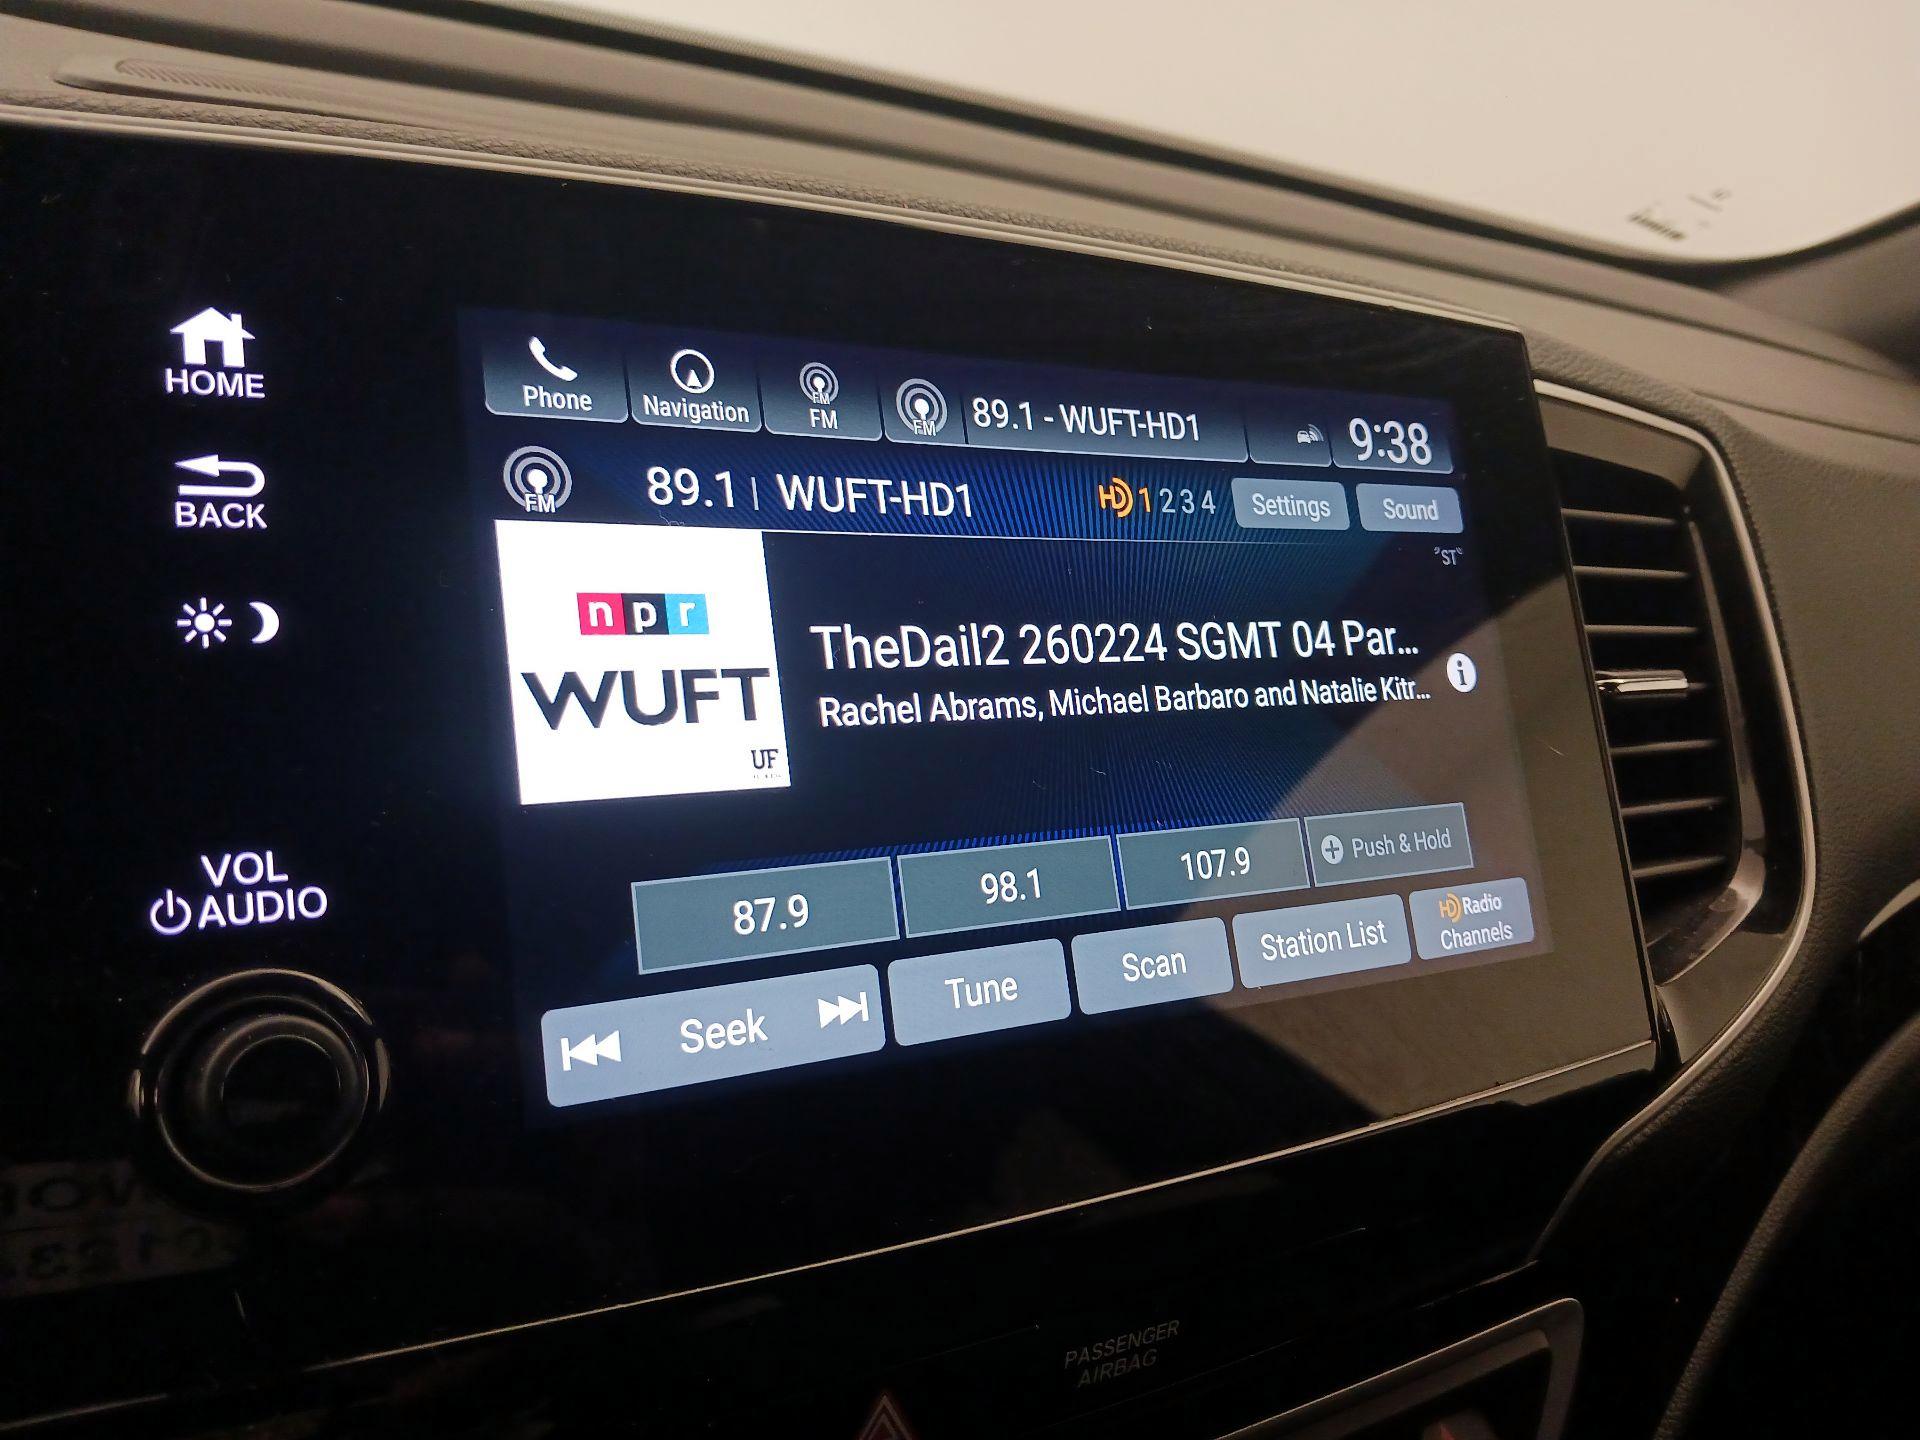 HOME
BACK
VOL
AUDIO
Phone
Navigation
FM
FM
FM
89.1 - WUFT-HD1
9:38
FM
89.1 | WUFT-HD1
HD 1 2 3 4
Settings
Sound
"ST"
npr
WUFT
UF
TheDail2 260224 SGMT 04 Par...
Rachel Abrams, Michael Barbaro and Natalie Kitr...
i
87.9
98.1
107.9
+ Push & Hold
Seek
Tune
Scan
Station List
HD Radio
Channels
PASSENGER
AIRBAG